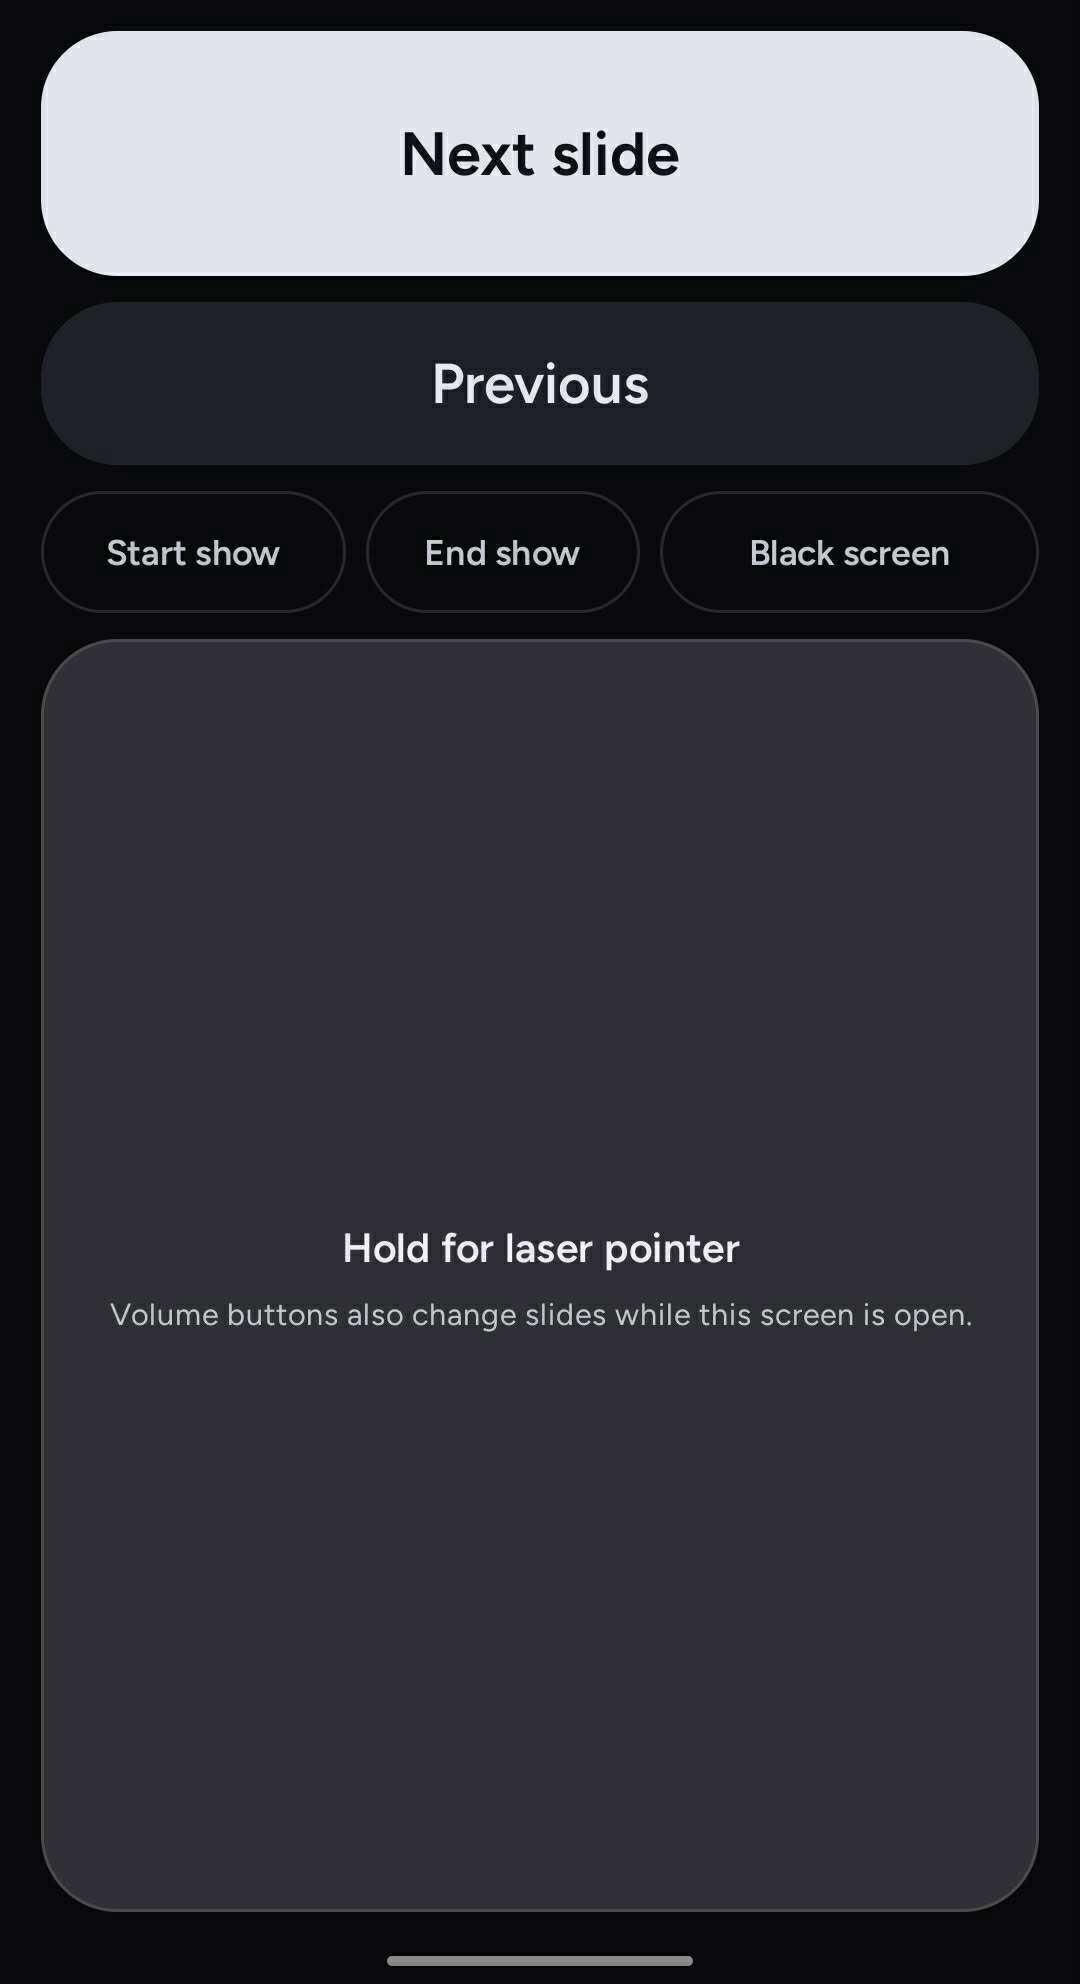 Next slide
Previous
Start show
End show
Black screen
Hold for laser pointer
Volume buttons also change slides while this screen is open.